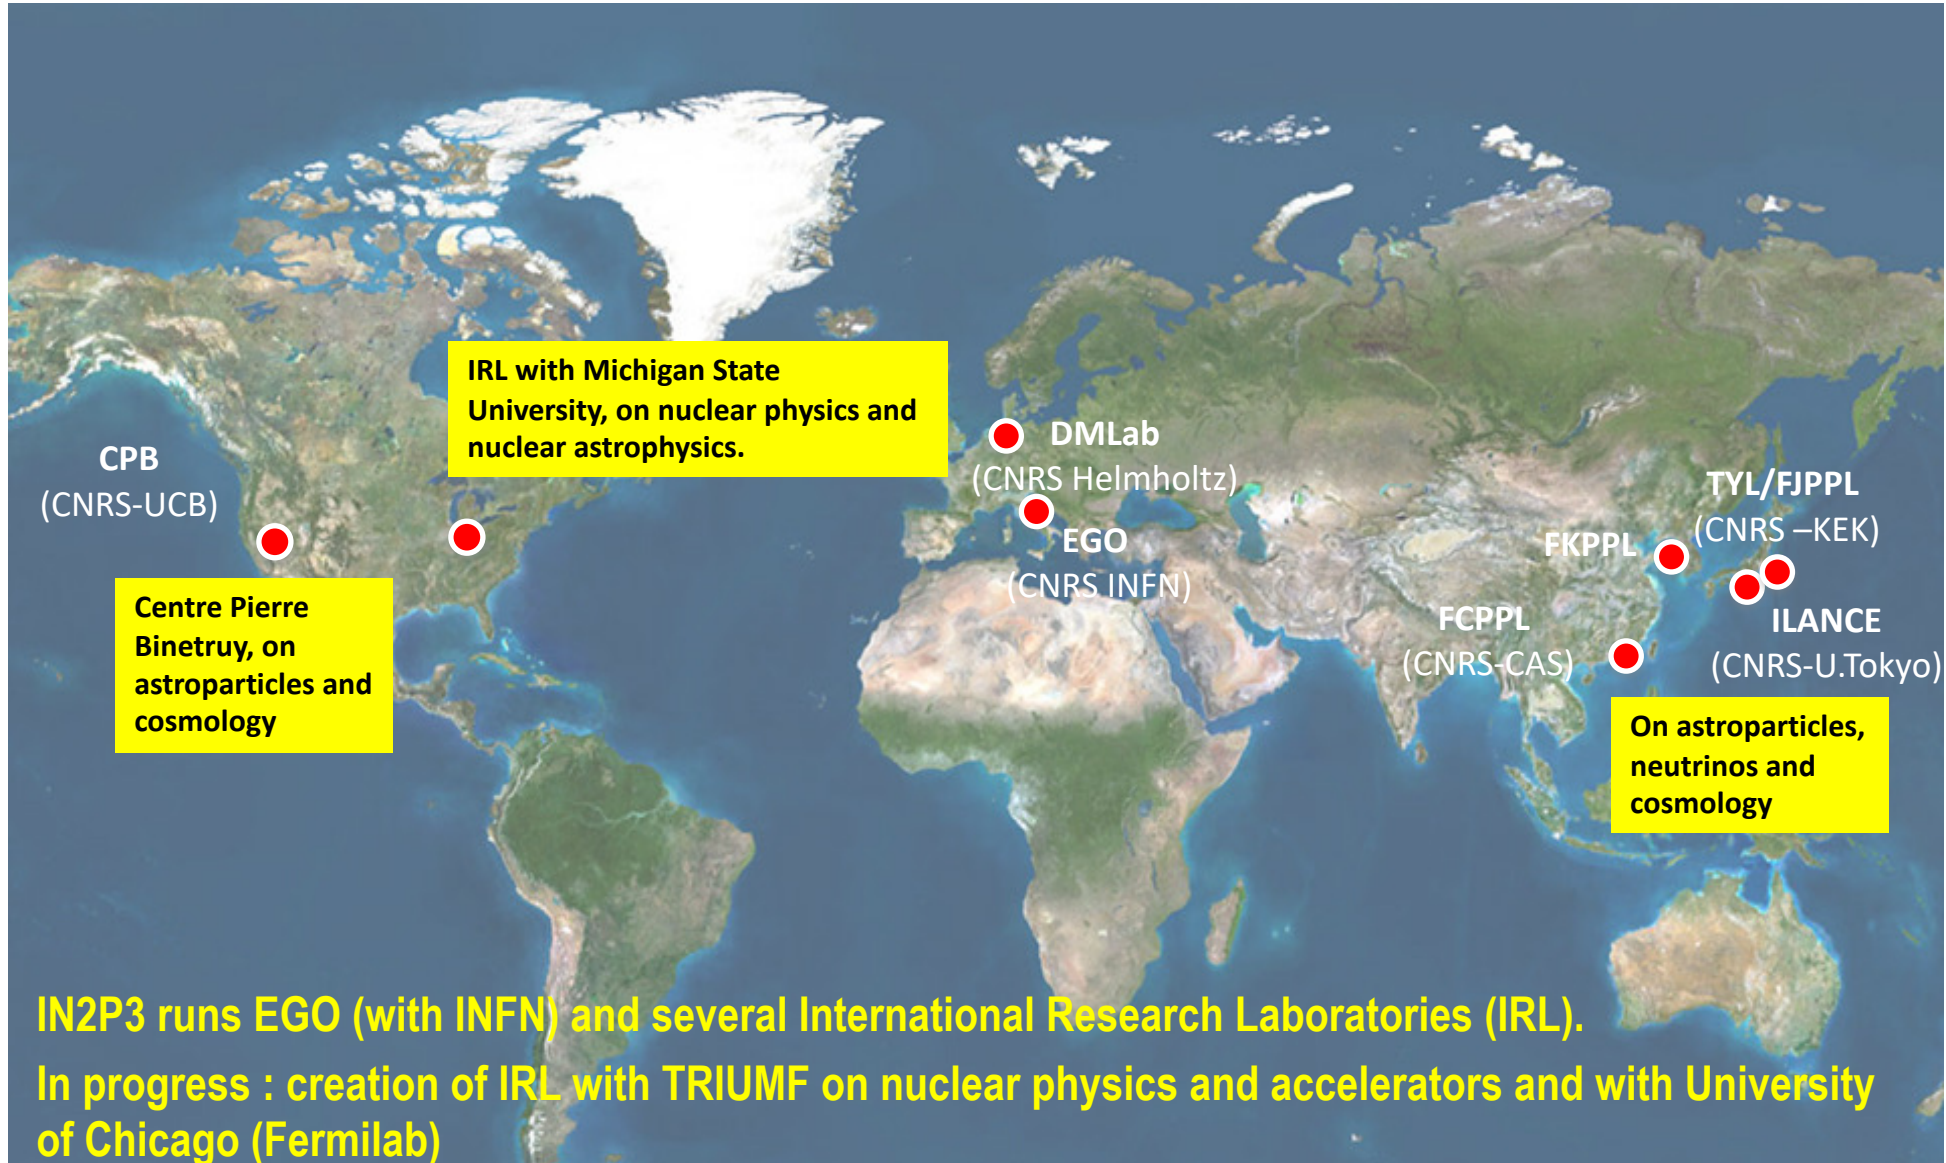 IRL with Michigan State
University, on nuclear physics and
nuclear astrophysics.
CPB
(CNRS-UCB)
DMLab
(CNRS Helmholtz)
EGO
(CNRS INFN)
TYL/FJPPL
(CNRS –KEK)
FKPPL
FCPPL
(CNRS-CAS)
ILANCE
(CNRS-U.Tokyo)
Centre Pierre
Binetruy, on
astroparticles and
cosmology
On astroparticles,
neutrinos and
cosmology
IN2P3 runs EGO (with INFN) and several International Research Laboratories (IRL).
In progress : creation of IRL with TRIUMF on nuclear physics and accelerators and with University
of Chicago (Fermilab)